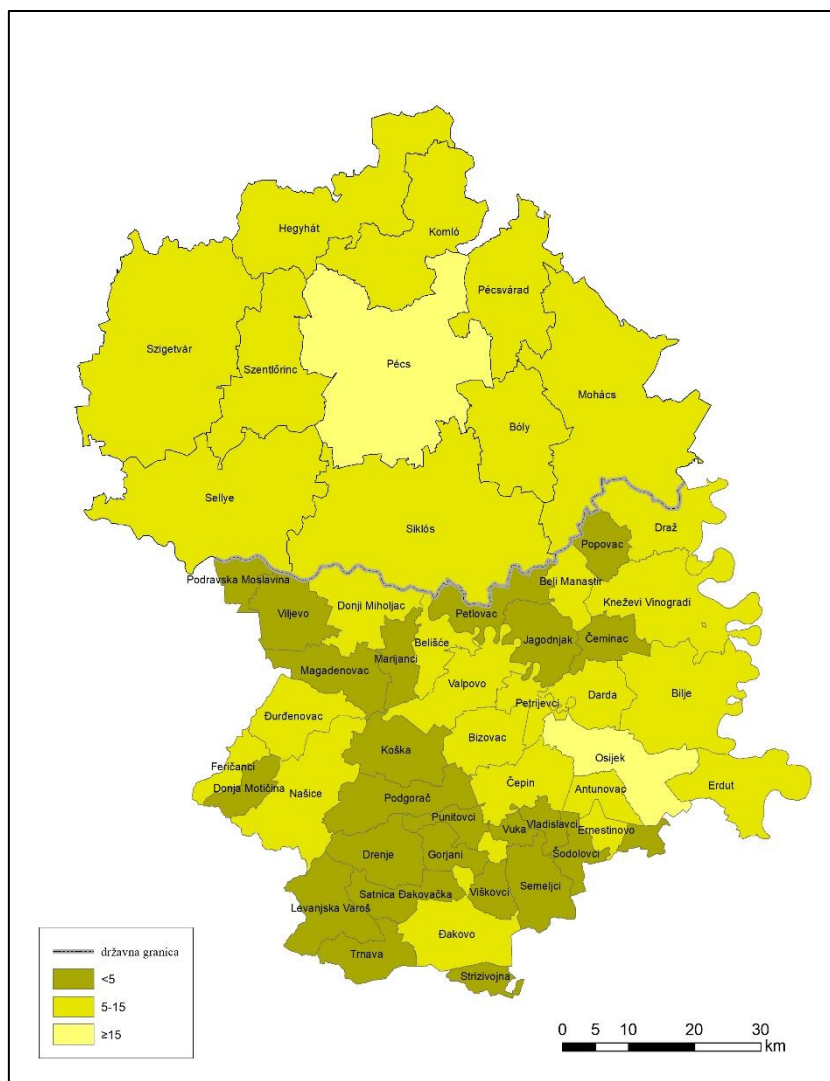 Hegyhát
Komló
Pécsvárad
Szigetvár
Szentlőrinc
Pécs
Mohács
Bóly
Sellye
Siklós
Draž
Popovac
Podravska Moslavina
Beli Manastir
Kneževi Vinogradi
Viljevo
Donji Miholjac
Petlovac
Jagodnjak
Čeminac
Belišće
Marijanci
Magadenovac
Valpovo
Darda
Bilje
Petrijevci
Đurđenovac
Bizovac
Koška
Osijek
Feričanci
Donja Motičina
Našice
Čepin
Antunovac
Erdut
Podgorač
Punitovci
Vuka
Vladislavci
Ernestinovo
Drenje
Gorjani
Šodolovci
Satnica Đakovačka
Viškovci
Semeljci
Levanjska Varoš
Đakovo
Trnava
Strizivojna
državna granica
<5
5-15
≥15
0 5 10 20 30
km